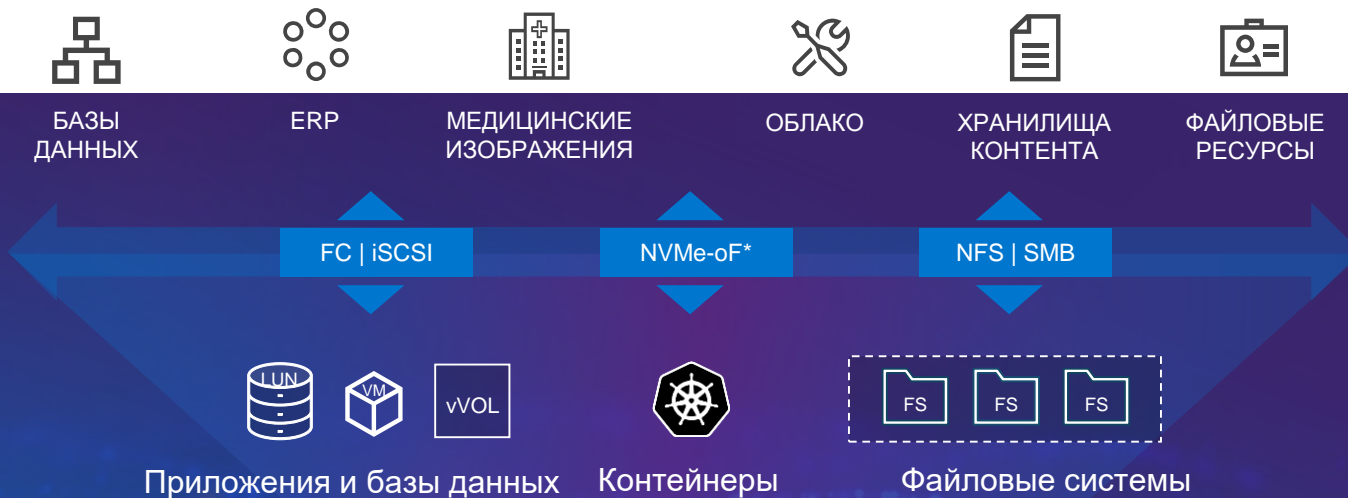 БАЗЫ
ДАННЫХ
ERP
МЕДИЦИНСКИЕ
ИЗОБРАЖЕНИЯ
ОБЛАКО
ХРАНИЛИЩА
КОНТЕНТА
ФАЙЛОВЫЕ
РЕСУРСЫ
FC | iSCSI
NVMe-oF*
NFS | SMB
LUN
VM
vVOL
FS
FS
FS
Приложения и базы данных
Контейнеры
Файловые системы